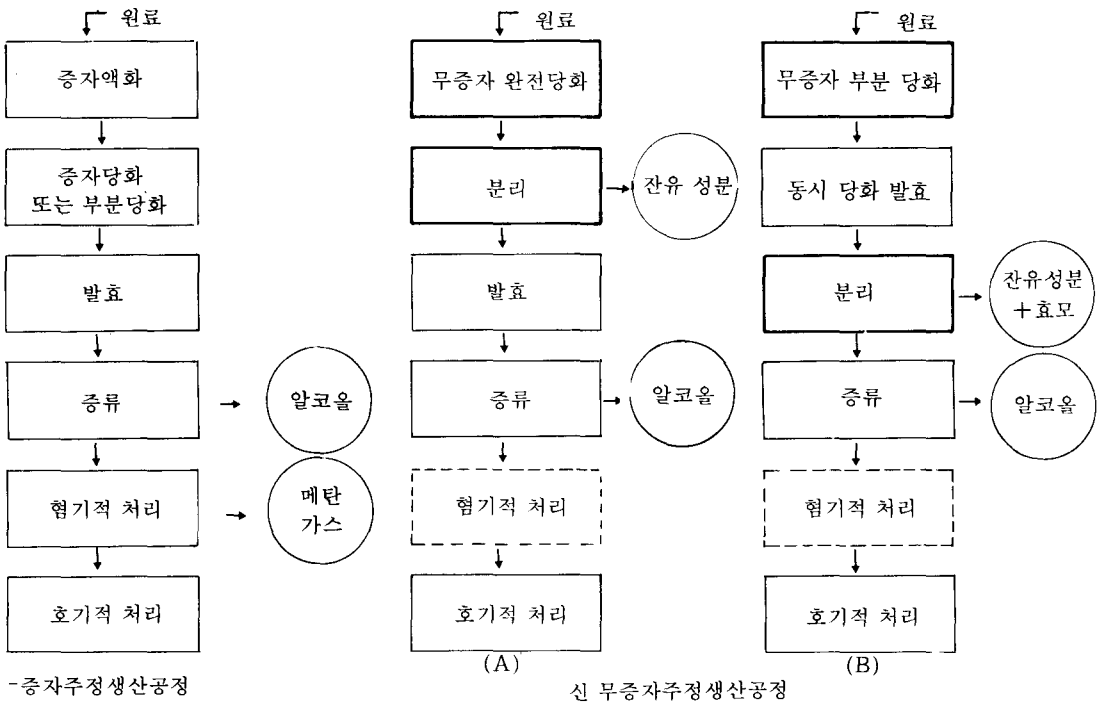 원료
증자액화
증자당화
또는 부분당화
발효
증류
알코올
혐기적 처리
메탄
가스
호기적 처리
-증자주정생산공정
원료
무증자 완전당화
분리
잔유 성분
발효
증류
알코올
혐기적 처리
호기적 처리
(A)
원료
무증자 부분 당화
동시 당화 발효
분리
잔유성분
+효모
증류
알코올
혐기적 처리
호기적 처리
(B)
신 무증자주정생산공정